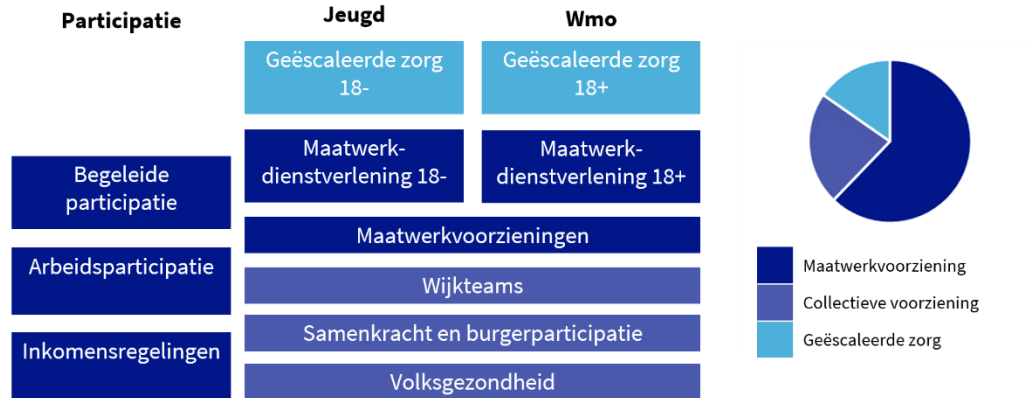 Participatie
Jeugd
Wmo
Geëscaleerde zorg
18-
Geëscaleerde zorg
18+
Maatwerk-
dienstverlening 18-
Maatwerk-
dienstverlening 18+
Begeleide
participatie
Maatwerkvoorzieningen
Arbeidsparticipatie
Wijkteams
Samenkracht en burgerparticipatie
Inkomensregelingen
Volksgezondheid
Maatwerkvoorziening
Collectieve voorziening
Geëscaleerde zorg